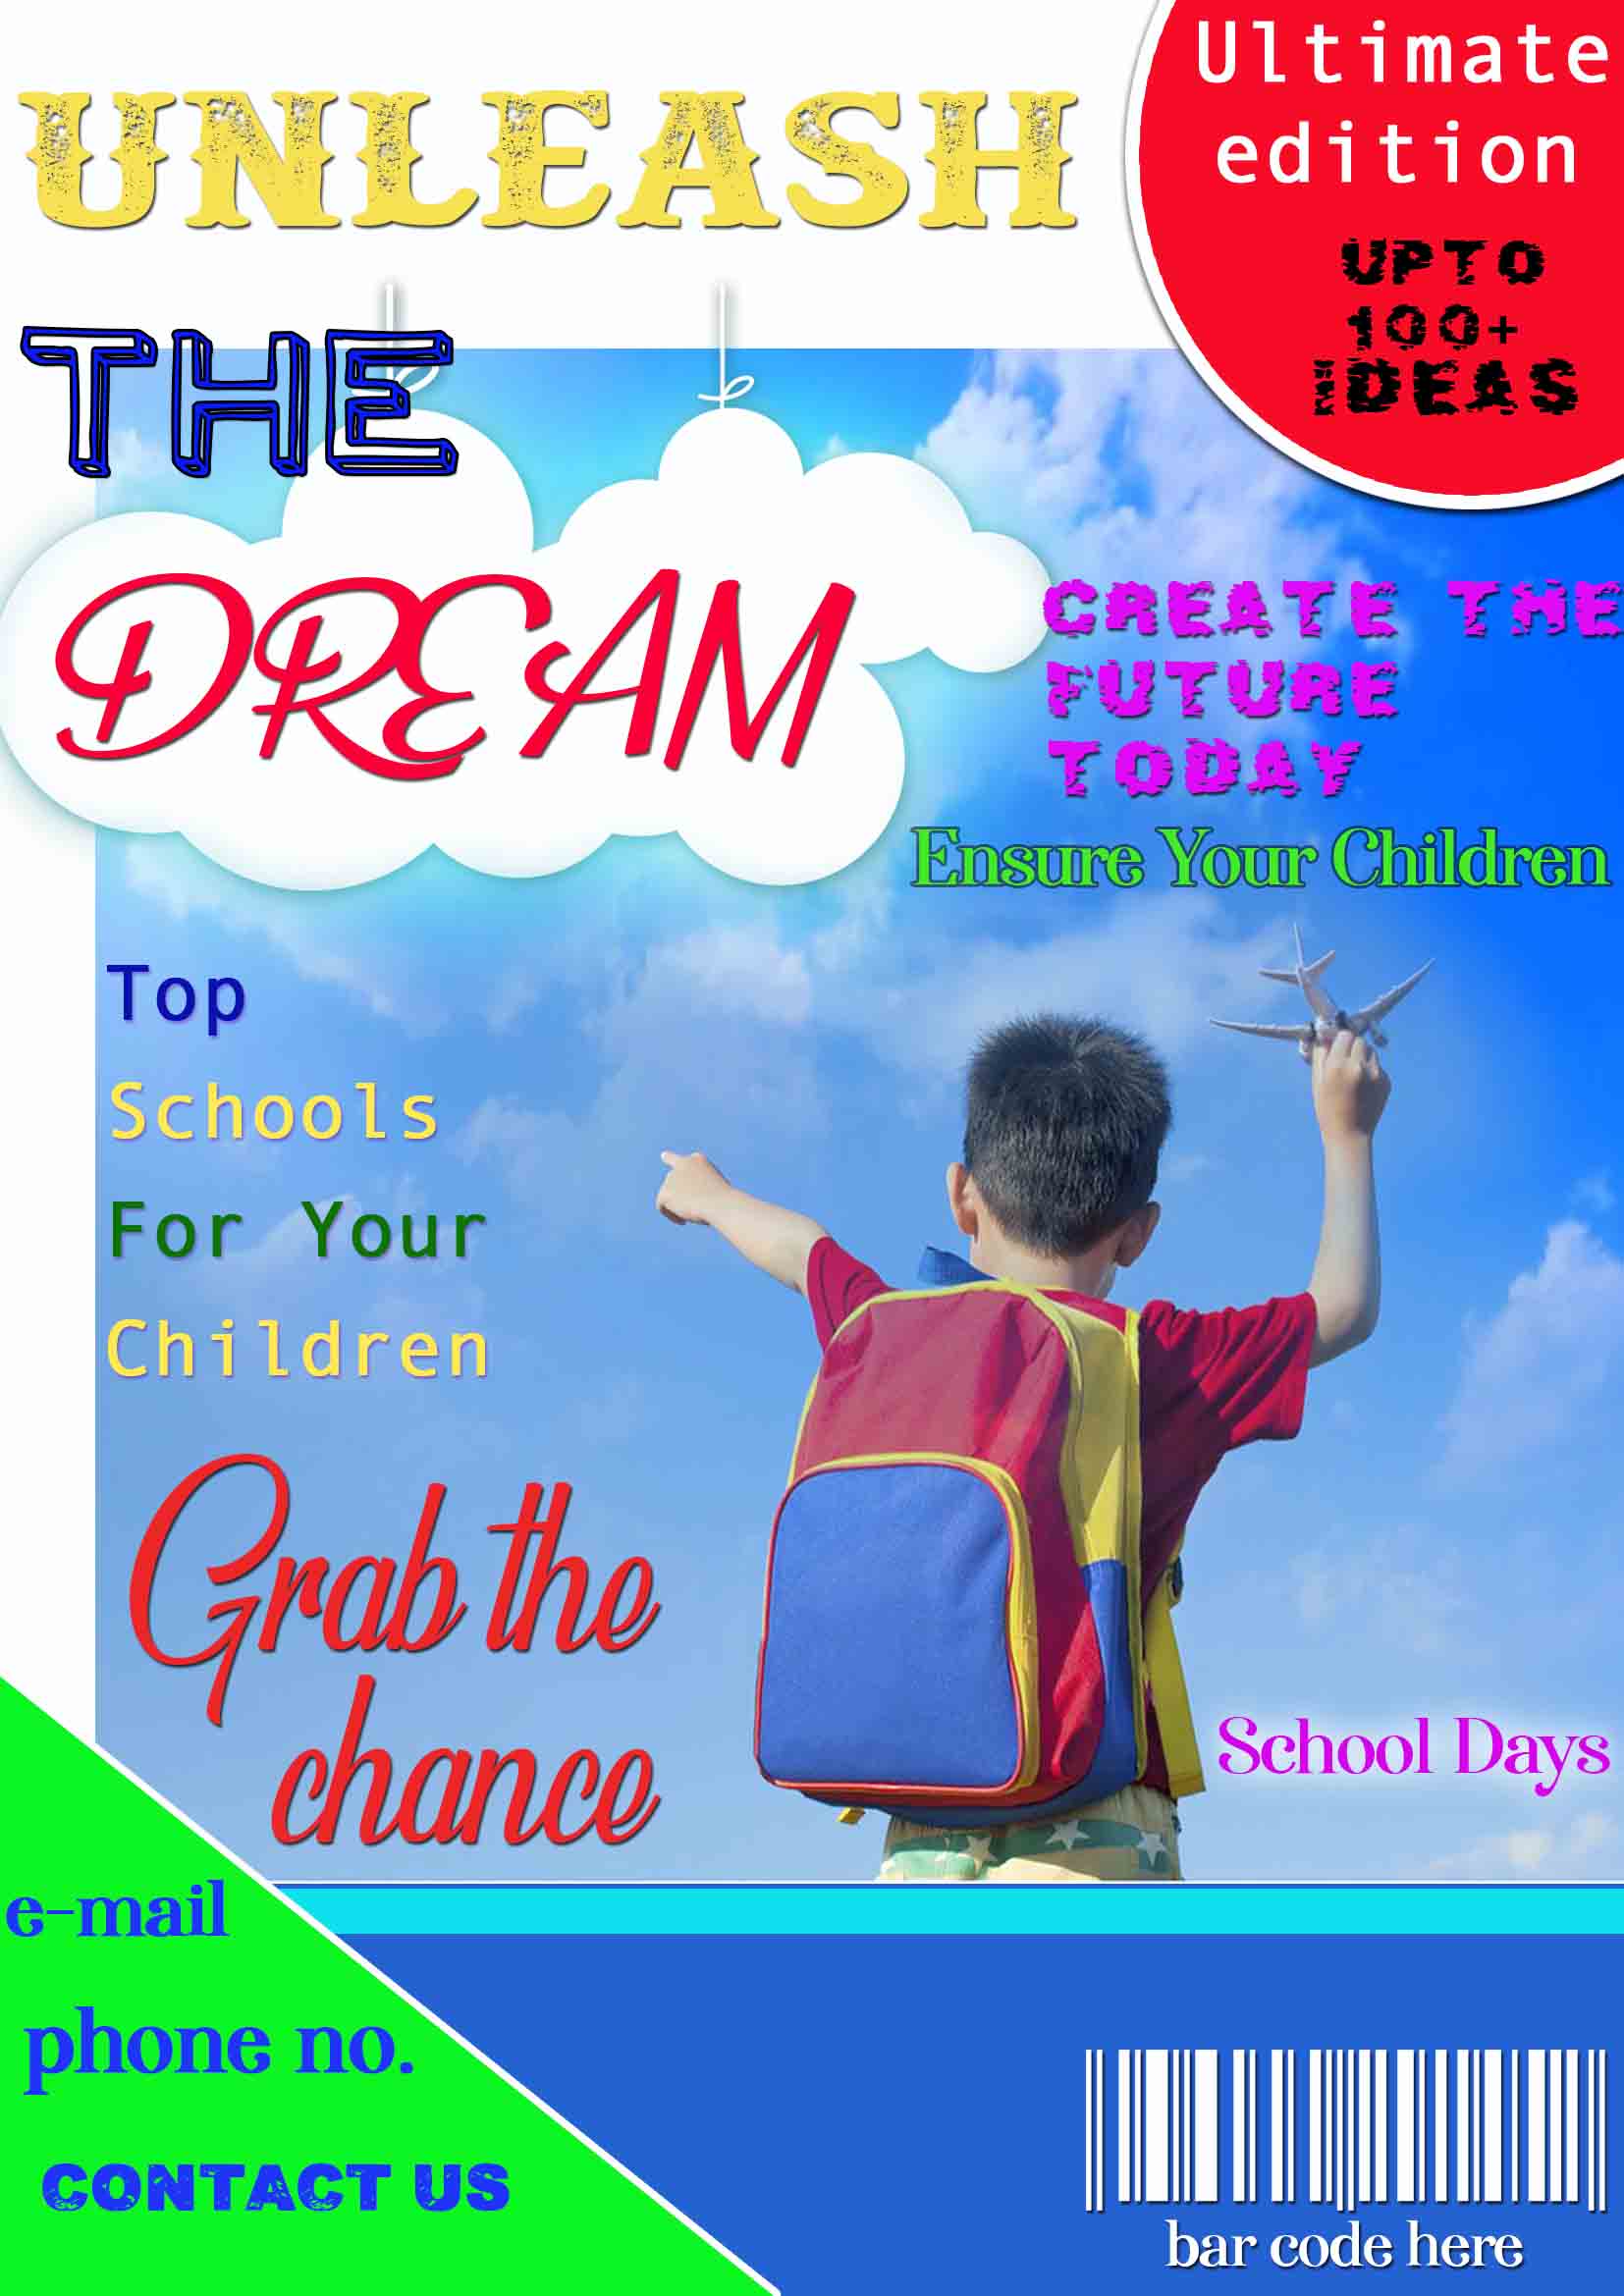 UNLEASH
Ultimate
edition
UPTO
100+
IDEAS
THE
DREAM
CREATE THE
FUTURE
TODAY
Ensure Your Children
Top
Schools
For Your
Children
Grab the
chance
School Days
e-mail
phone no.
CONTACT US
bar code here